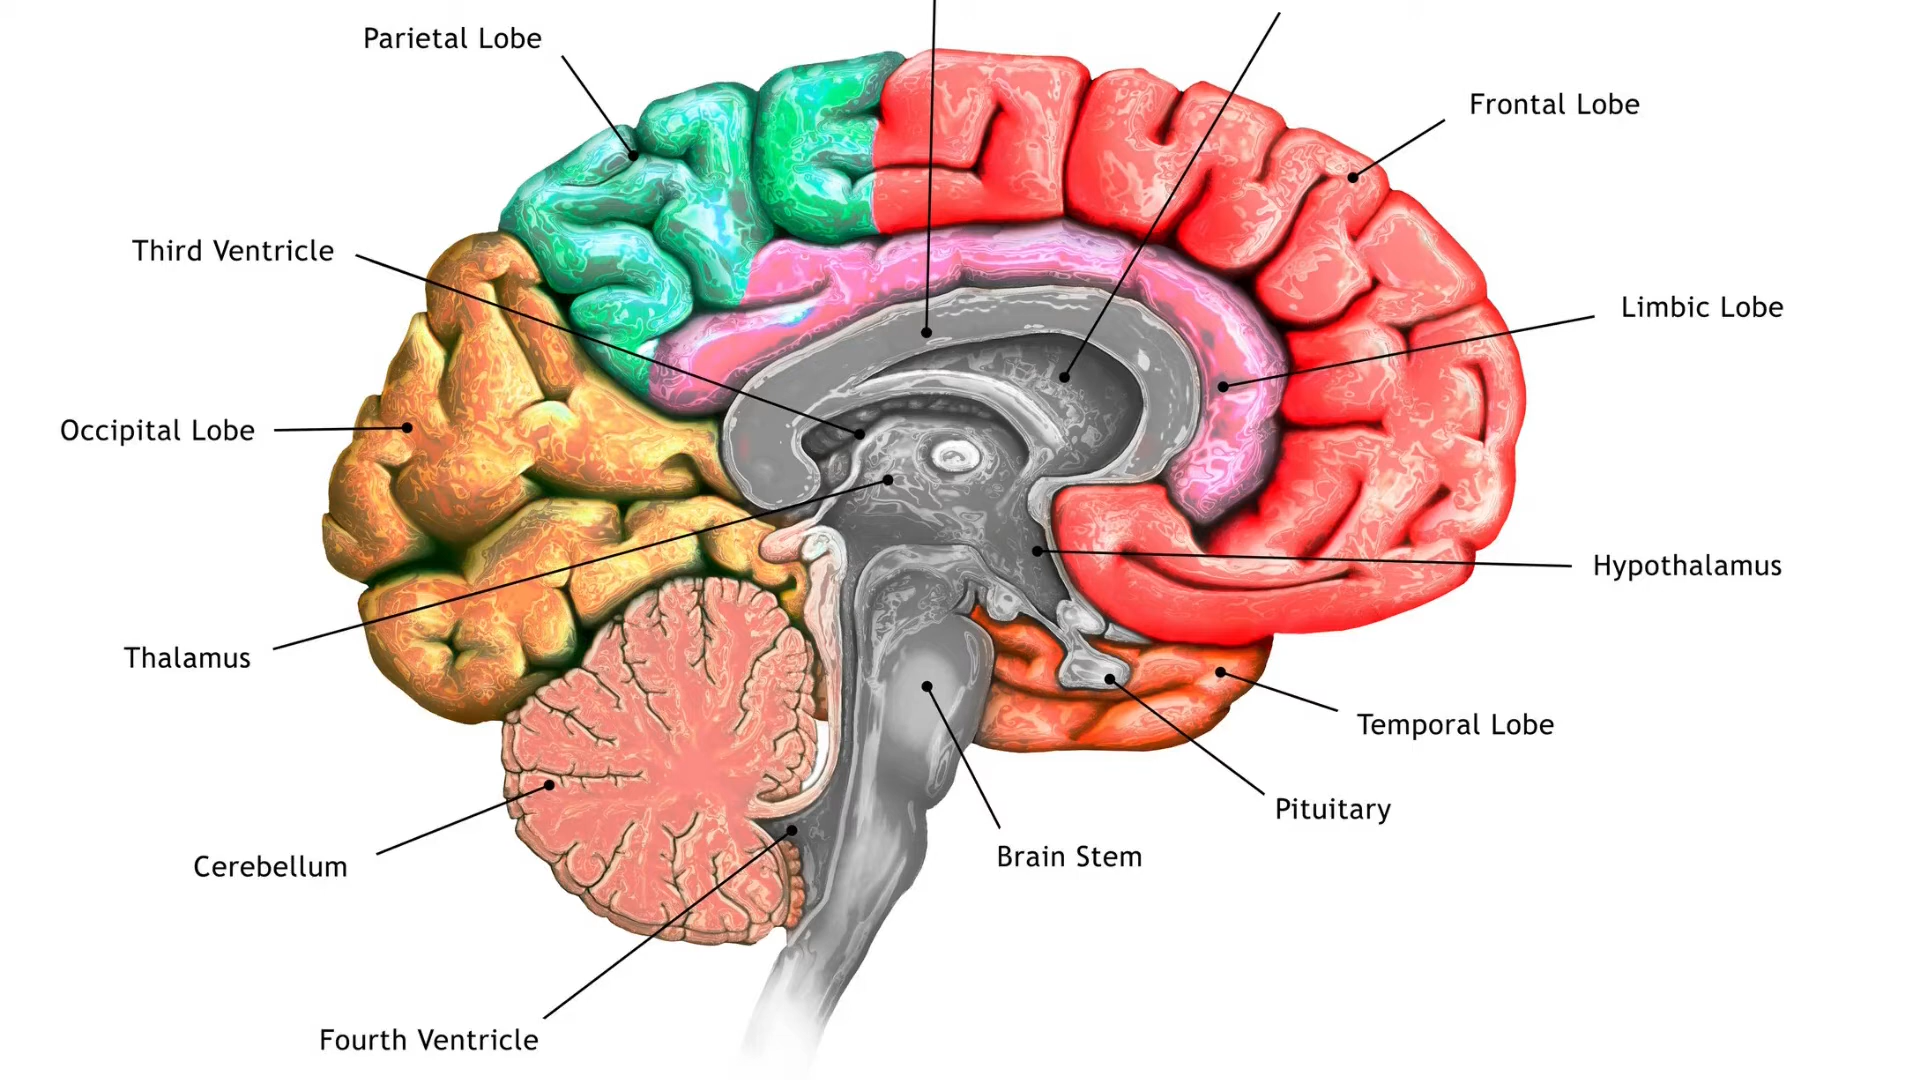 Parietal Lobe
Frontal Lobe
Third Ventricle
Limbic Lobe
Occipital Lobe
Hypothalamus
Thalamus
Temporal Lobe
Pituitary
Brain Stem
Cerebellum
Fourth Ventricle